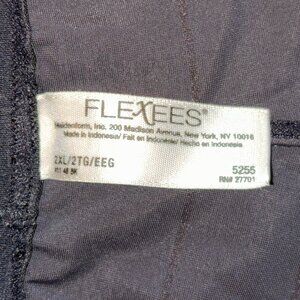 FLEXEES®
Maidenform, Inc. 200 Madison Avenue, New York, NY 10016
Made in Indonesia/ Fait en Indonésie/ Hecho en Indonesia
2XL/2TG/EEG
5255
RN# 27701